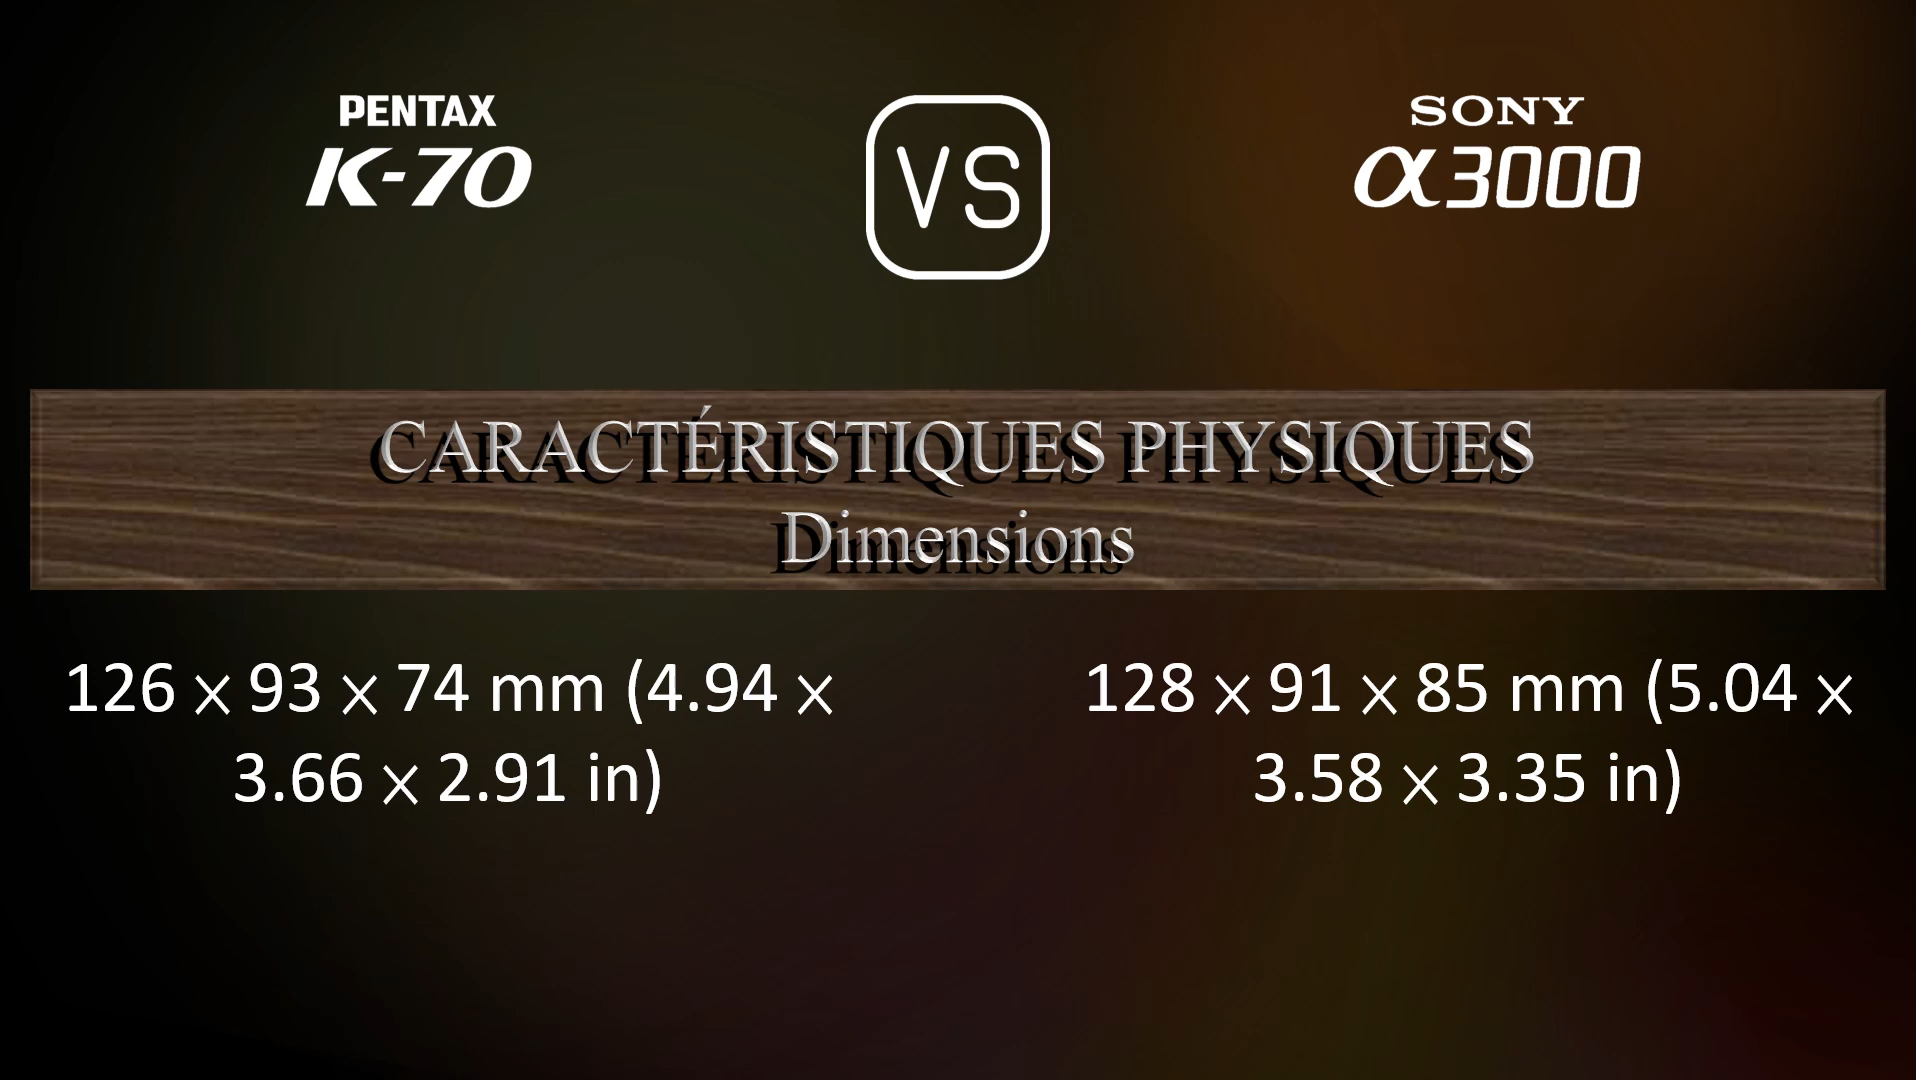 PENTAX
K-70
VS
SONY
α3000
CARACTÉRISTIQUES PHYSIQUES
Dimensions
126 x 93 x 74 mm (4.94 x
3.66 x 2.91 in)
128 x 91 x 85 mm (5.04 x
3.58 x 3.35 in)